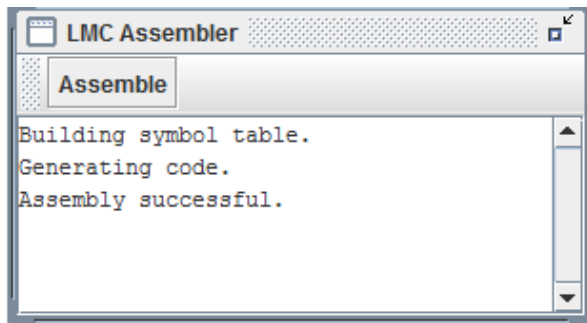 LMC Assembler
Assemble
Building symbol table.
Generating code.
Assembly successful.